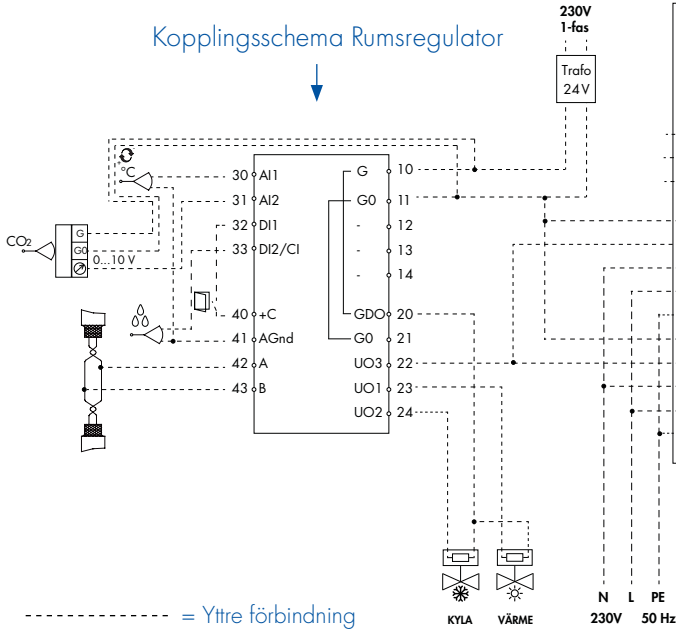 Kopplingsschema Rumsregulator
230V
1-fas
Trafo
24 V
°C
CO2
G
G0
0...10 V
30 AI1
31 AI2
32 DI1
33 DI2/CI
40 +C
41 AGnd
42 A
43 B
G 10
G0 11
- 12
- 13
- 14
GDO 20
G0 21
UO3 22
UO1 23
UO2 24
KYLA VÄRME
N L PE
230V 50 Hz
= Yttre förbindning